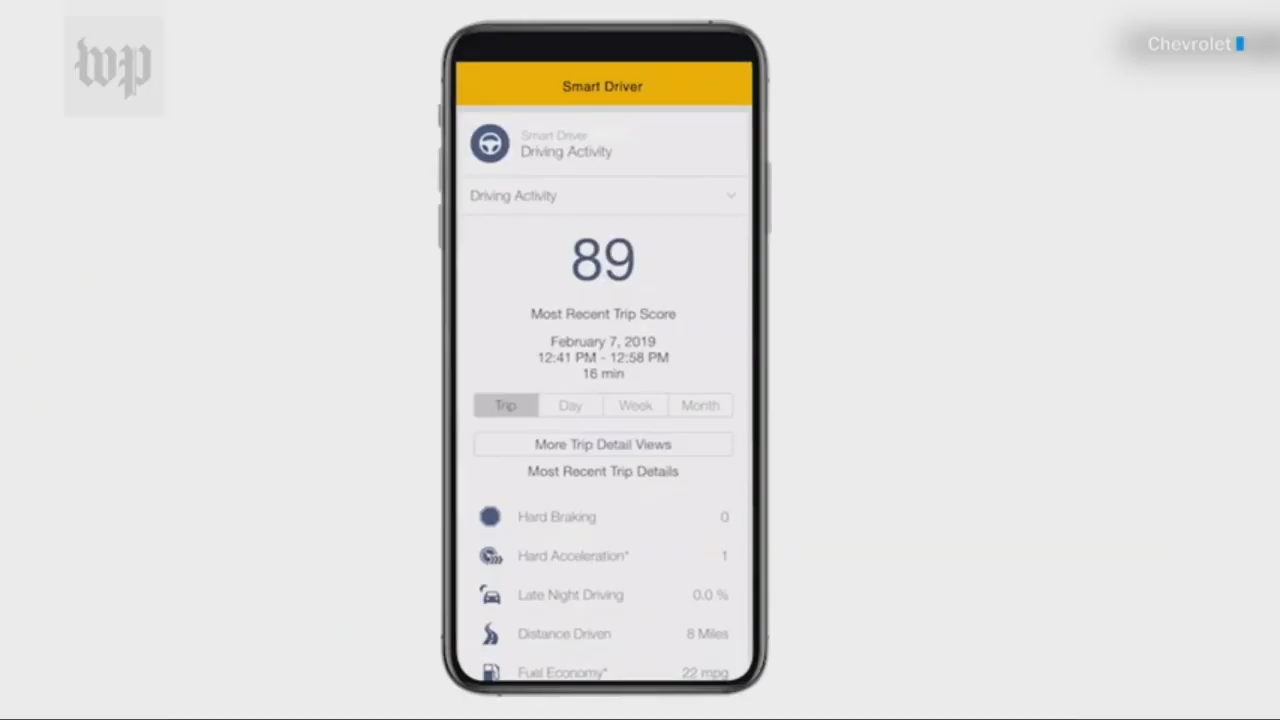 wp
Chevrolet
Smart Driver
Smart Driver
Driving Activity
Driving Activity
89
Most Recent Trip Score
February 7, 2019
12:41 PM - 12:58 PM
16 min
Trip Day Week Month
More Trip Detail Views
Most Recent Trip Details
Hard Braking 0
Hard Acceleration* 1
Late Night Driving 0.0 %
Distance Driven 8 Miles
Fuel Economy* 22 mpg